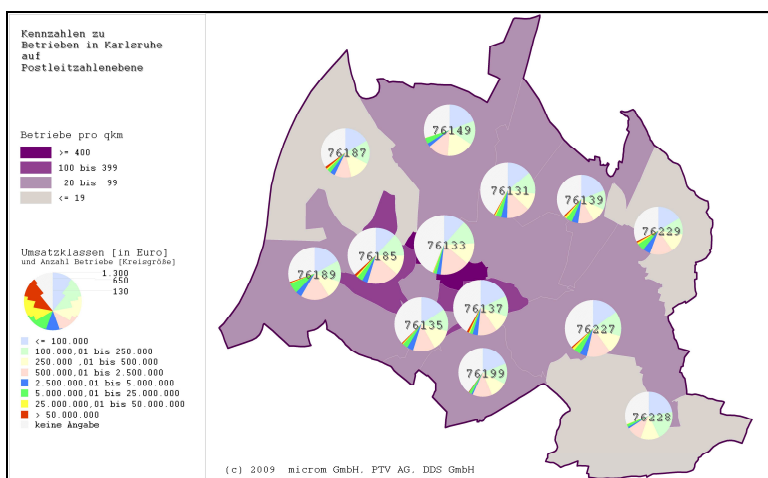 Kennzahlen zu
Betrieben in Karlsruhe
auf
Postleitzahlenebene
Betriebe pro qkm
>= 400
100 bis 399
20 bis 99
<= 19
Umsatzklassen [in Euro]
und Anzahl Betriebe [Kreisgröße]
1.300
650
130
<= 100.000
100.000,01 bis 250.000
250.000 ,01 bis 500.000
500.000,01 bis 2.500.000
2.500.000,01 bis 5.000.000
5.000.000,01 bis 25.000.000
25.000.000,01 bis 50.000.000
> 50.000.000
keine Angabe
76149
76187
76131
76139
76229
76133
76185
76189
76137
76135
76227
76199
76228
(c) 2009 microm GmbH, PTV AG, DDS GmbH